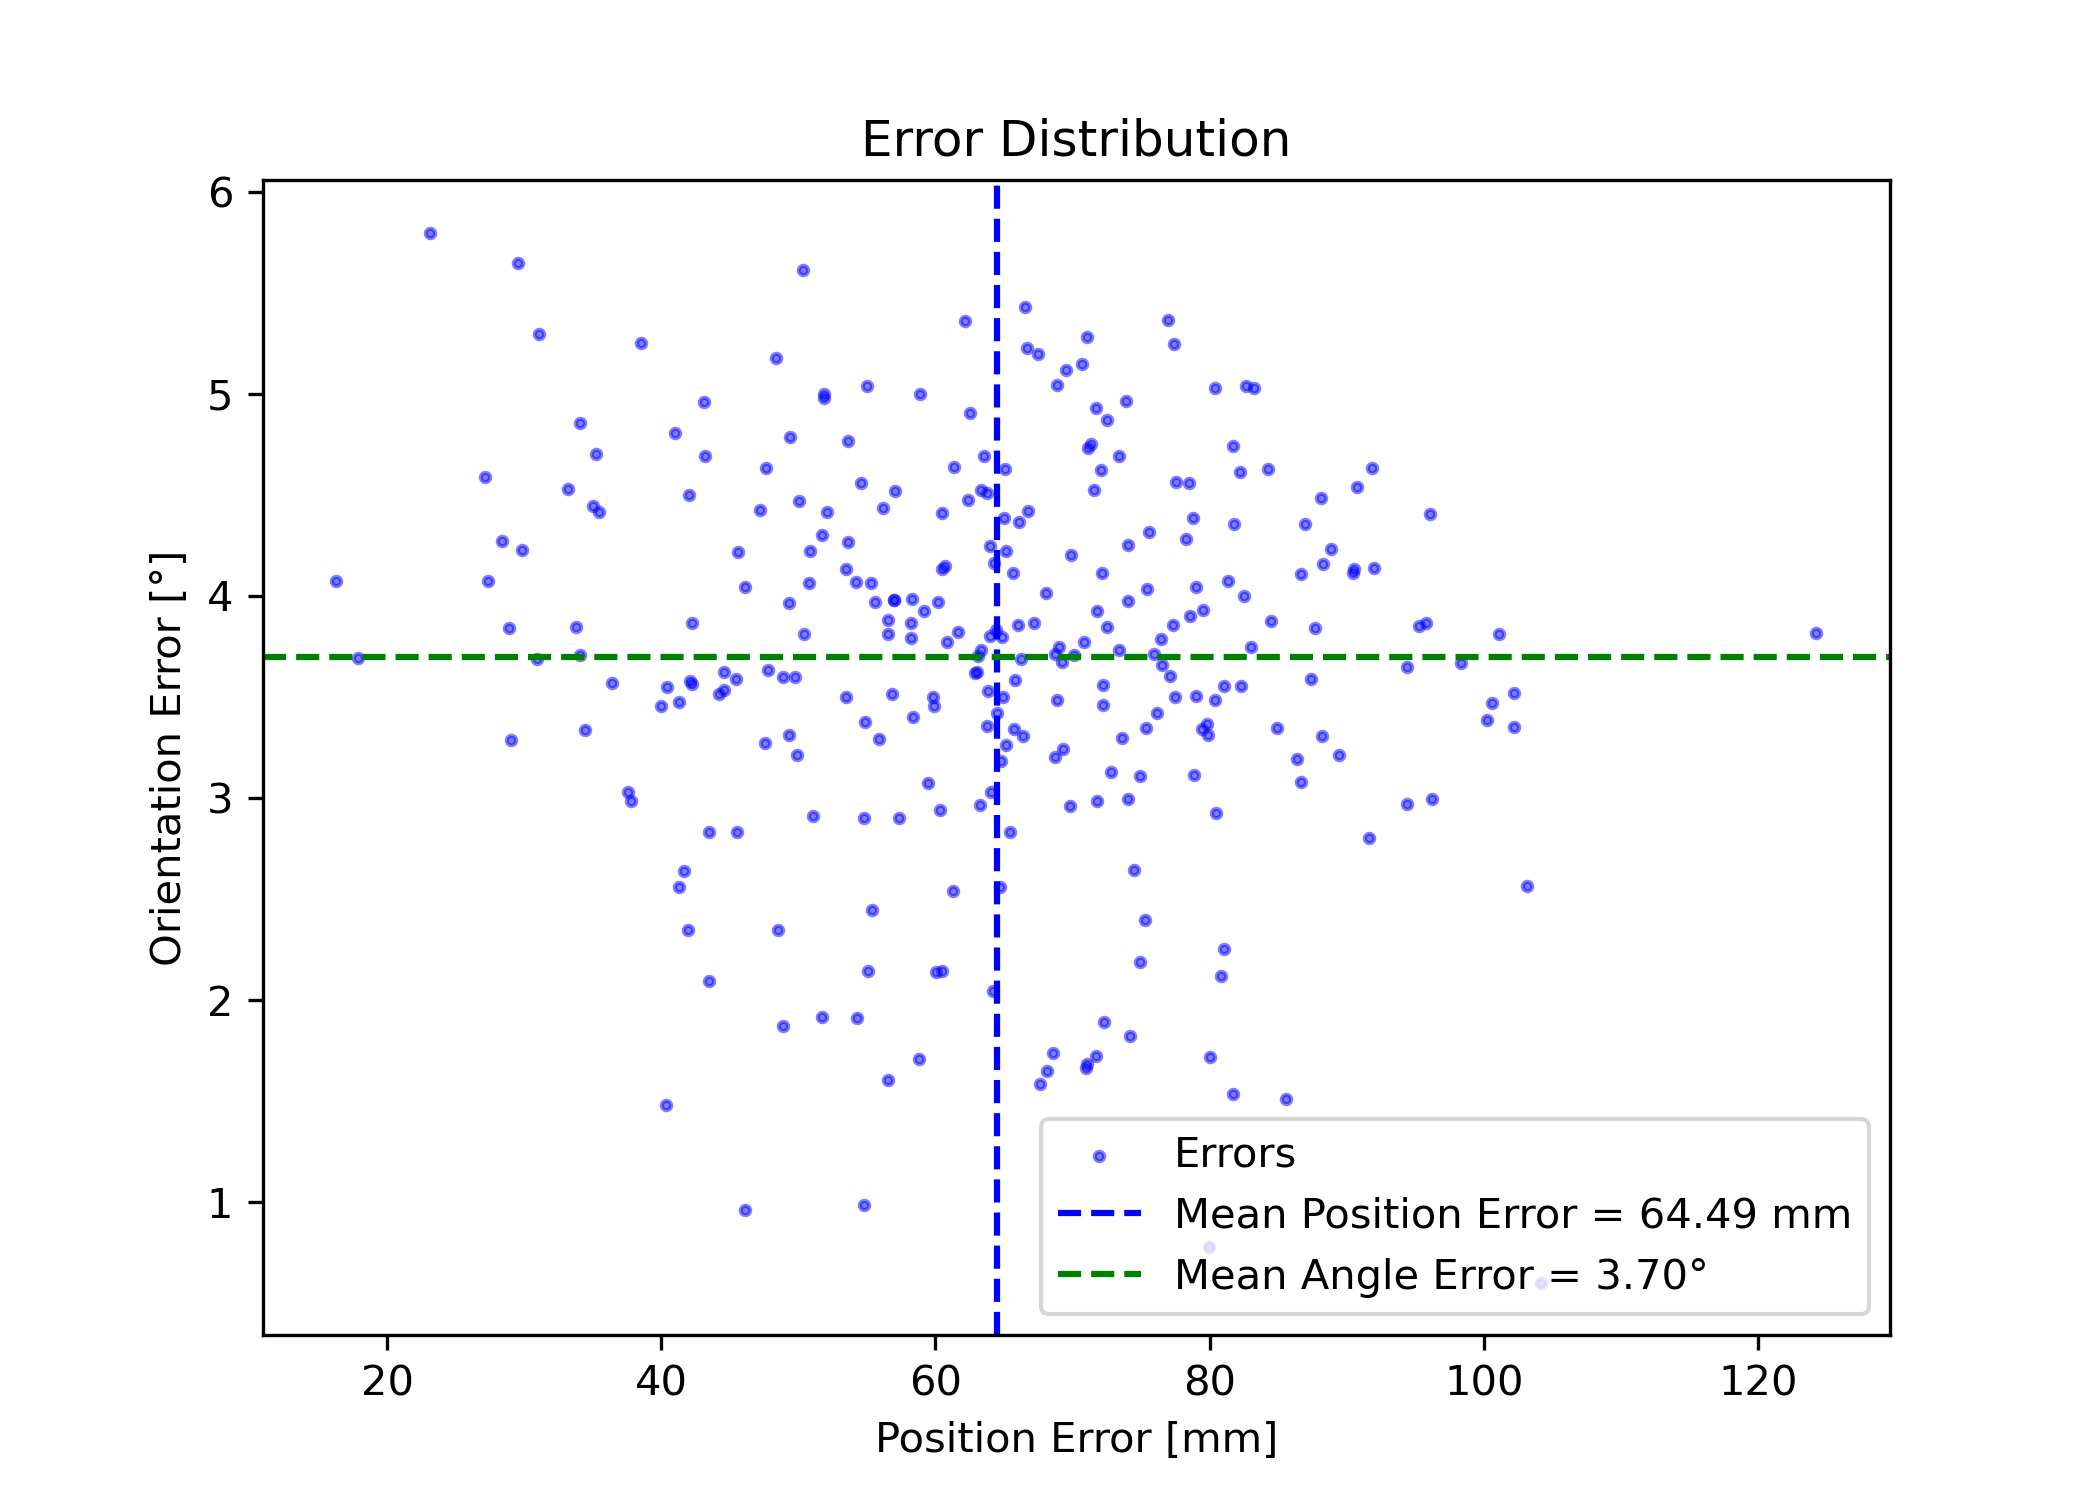 Error Distribution
6
5
4
3
2
1
Orientation Error [°]
20 40 60 80 100 120
Position Error [mm]
Errors
Mean Position Error = 64.49 mm
Mean Angle Error = 3.70°